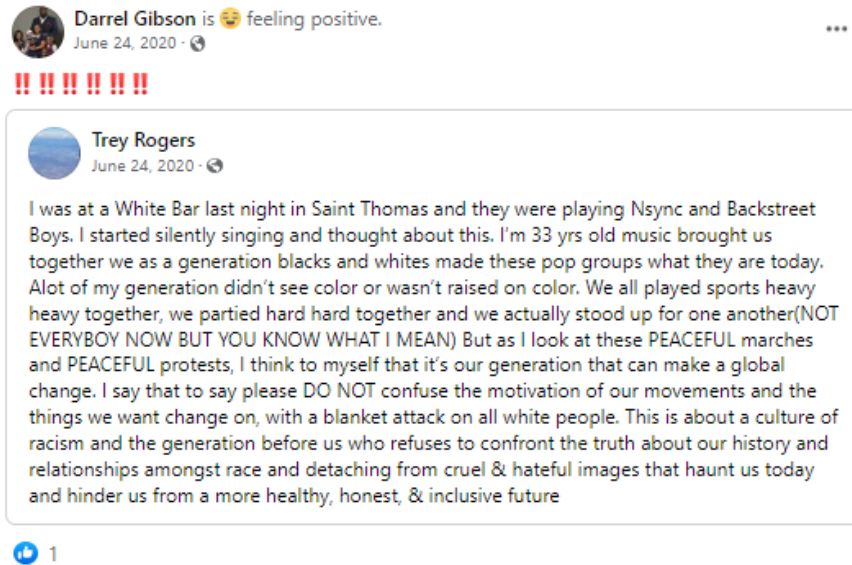 Darrel Gibson is 😌 feeling positive.
June 24, 2020 ·
‼️ ‼️ ‼️ ‼️ ‼️ ‼️
Trey Rogers
June 24, 2020 ·
I was at a White Bar last night in Saint Thomas and they were playing Nsync and Backstreet
Boys. I started silently singing and thought about this. I'm 33 yrs old music brought us
together we as a generation blacks and whites made these pop groups what they are today.
Alot of my generation didn't see color or wasn't raised on color. We all played sports heavy
heavy together, we partied hard hard together and we actually stood up for one another(NOT
EVERYBOY NOW BUT YOU KNOW WHAT I MEAN) But as I look at these PEACEFUL marches
and PEACEFUL protests, I think to myself that it's our generation that can make a global
change. I say that to say please DO NOT confuse the motivation of our movements and the
things we want change on, with a blanket attack on all white people. This is about a culture of
racism and the generation before us who refuses to confront the truth about our history and
relationships amongst race and detaching from cruel & hateful images that haunt us today
and hinder us from a more healthy, honest, & inclusive future
1